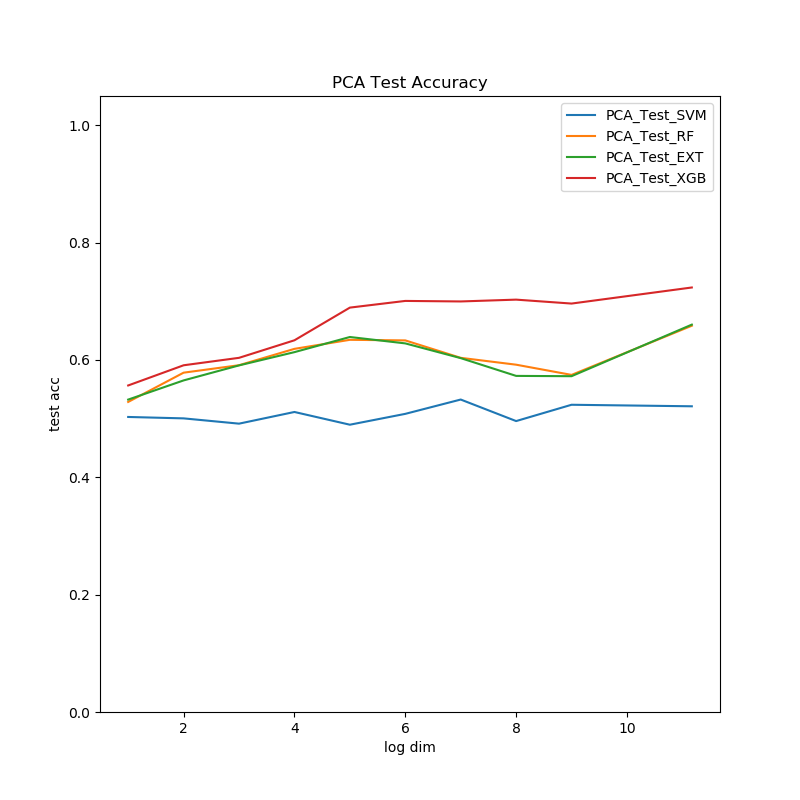 PCA Test Accuracy
PCA_Test_SVM
PCA_Test_RF
PCA_Test_EXT
PCA_Test_XGB
1.0
0.8
0.6
0.4
0.2
0.0
test acc
2 4 6 8 10
log dim